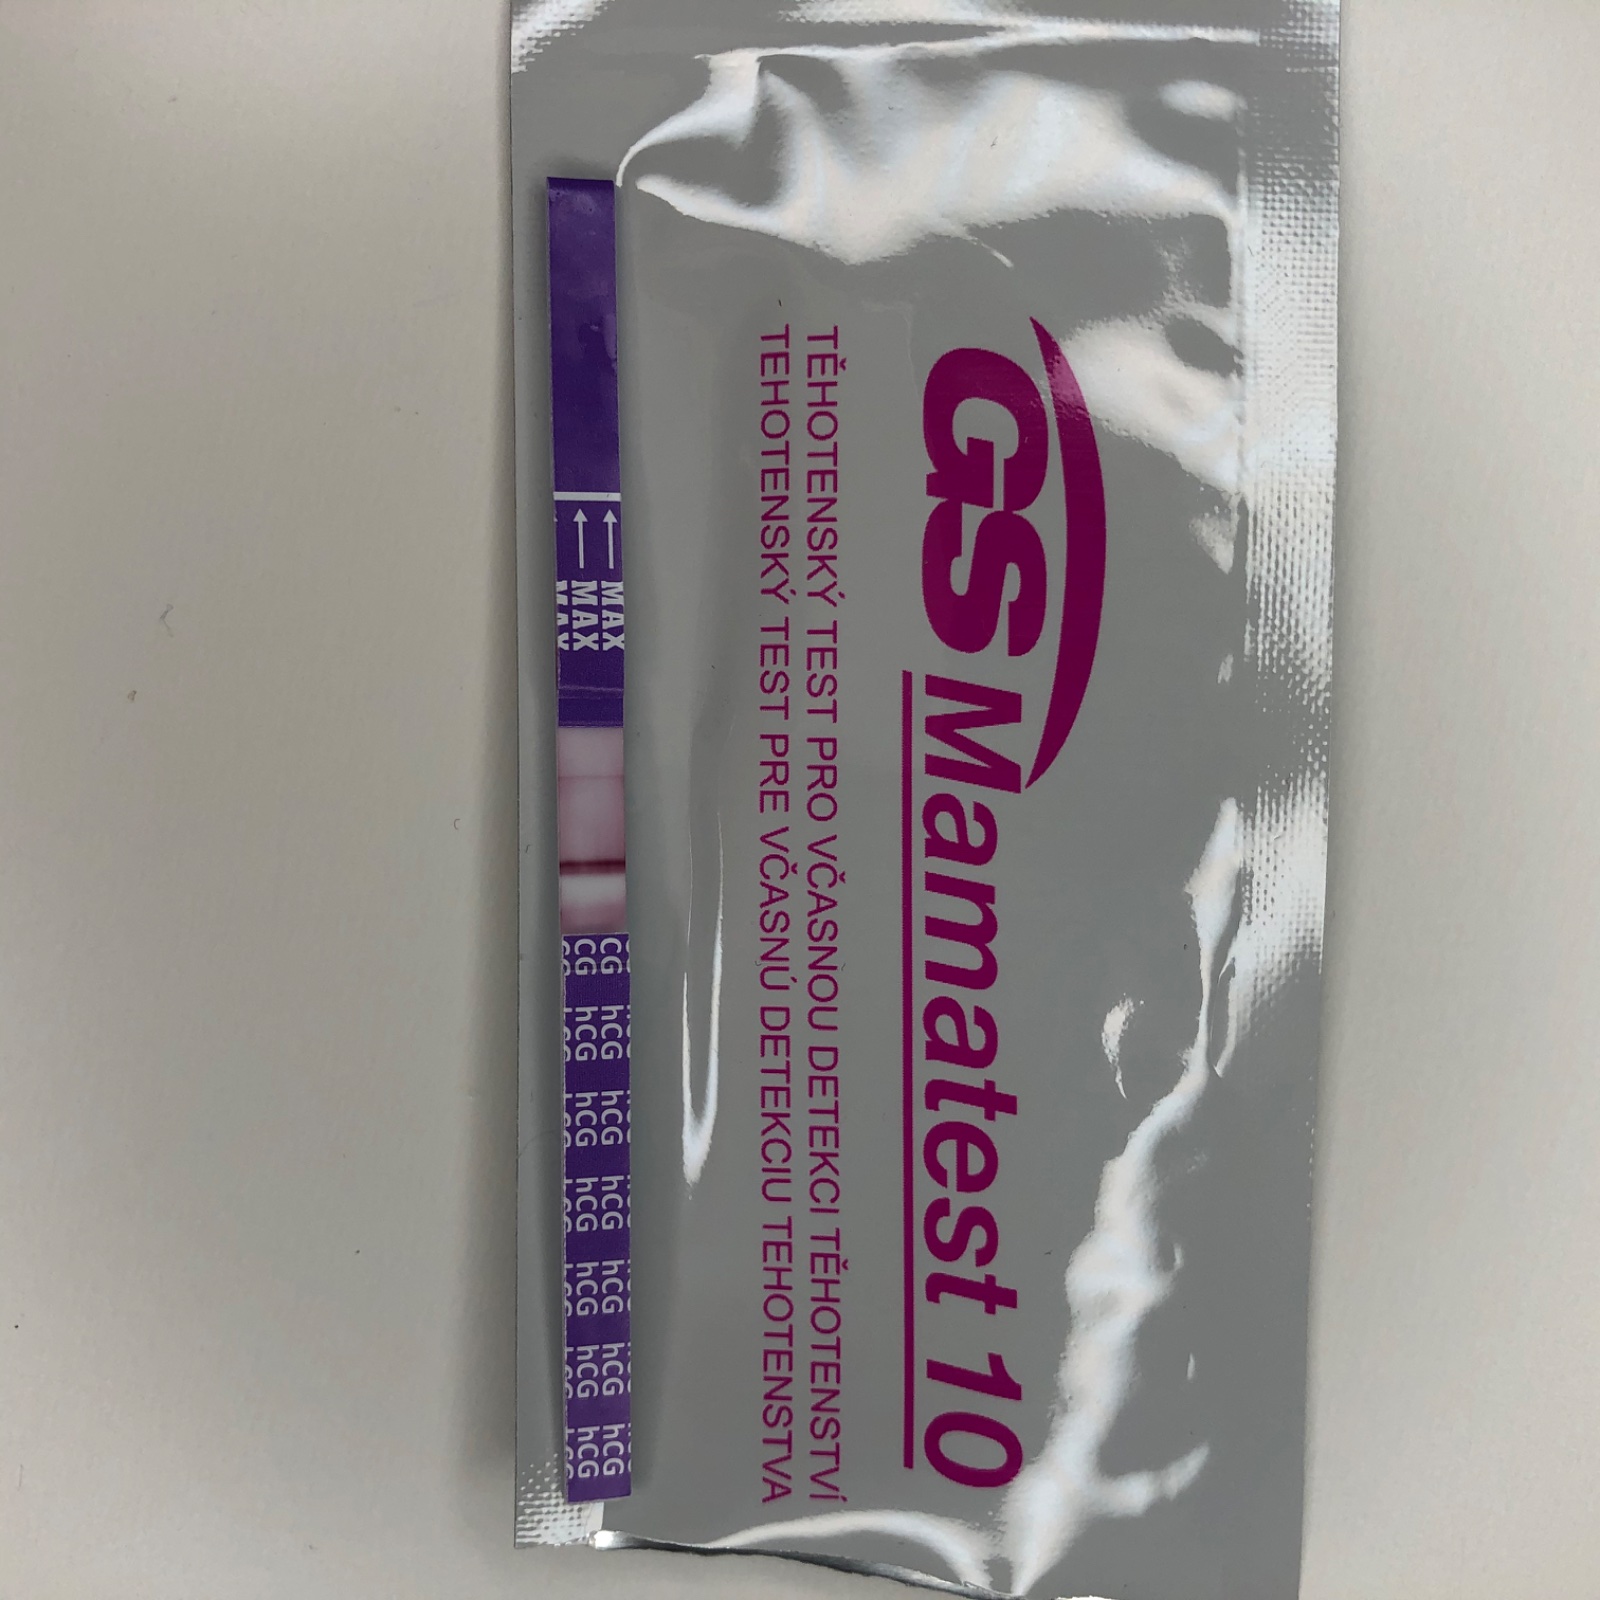 GS Mamatest 10
TĚHOTENSKÝ TEST PRO VČASNOU DETEKCI TĚHOTENSTVÍ
TEHOTENSKÝ TEST PRE VČASNÚ DETEKCIU TEHOTENSTVA
MAX
MAX
hCG hCG hCG hCG hCG hCG
hCG hCG hCG hCG hCG hCG